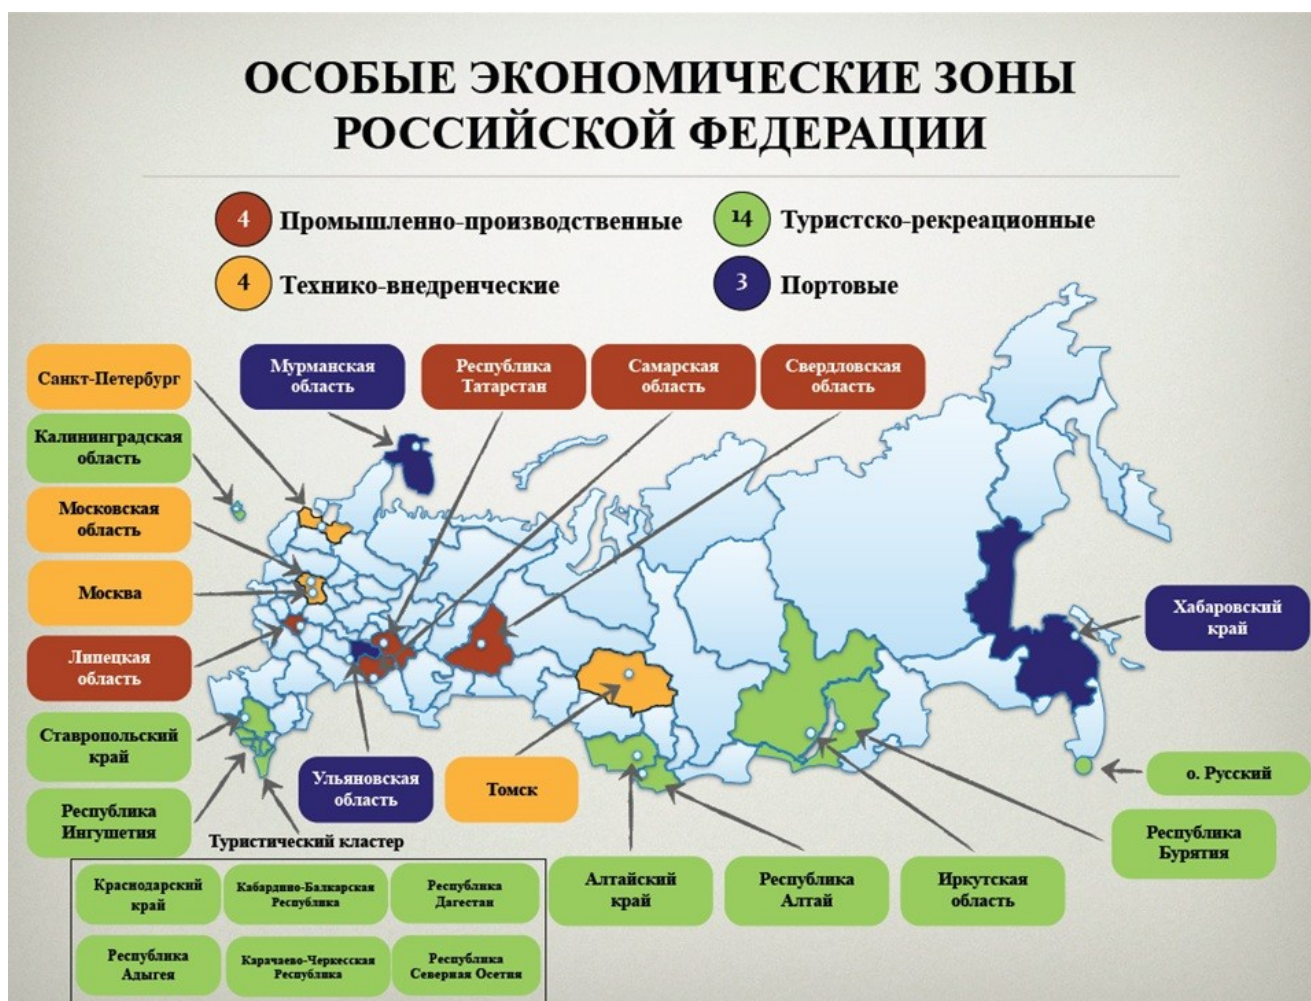 ОСОБЫЕ ЭКОНОМИЧЕСКИЕ ЗОНЫ
РОССИЙСКОЙ ФЕДЕРАЦИИ
4 Промышленно-производственные
14 Туристско-рекреационные
4 Технико-внедренческие
3 Портовые
Санкт-Петербург
Мурманская
область
Республика
Татарстан
Самарская
область
Свердловская
область
Калининградская
область
Московская
область
Москва
Липецкая
область
Ставропольский
край
Республика
Ингушетия
Хабаровский
край
о. Русский
Республика
Бурятия
Ульяновская
область
Томск
Туристический кластер
Краснодарский
край
Кабардино-Балкарская
Республика
Республика
Дагестан
Республика
Адыгея
Карачаево-Черкесская
Республика
Республика
Северная Осетия
Алтайский
край
Республика
Алтай
Иркутская
область